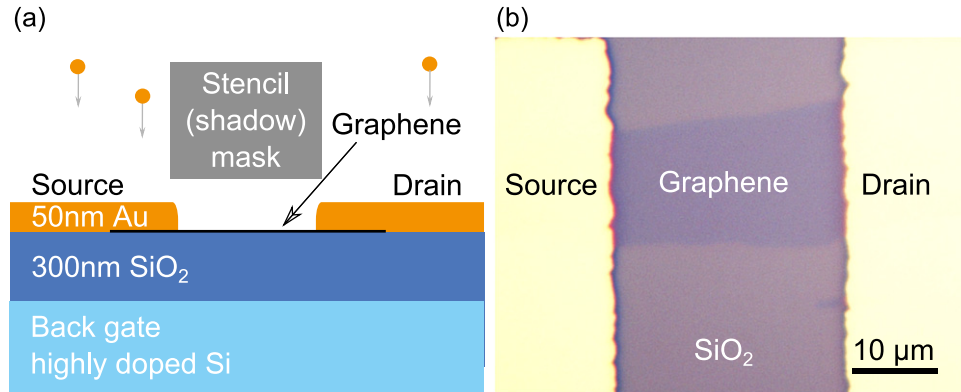 (a)
Stencil
(shadow)
mask
Graphene
Source
Drain
50nm Au
300nm SiO₂
Back gate
highly doped Si
(b)
Source
Graphene
Drain
SiO₂
10 μm